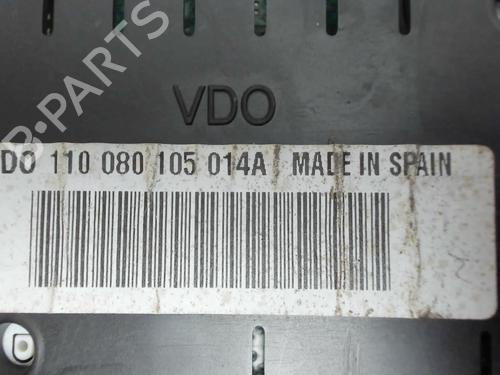 B-PARTS
VDO
DO 110 080 105 014A MADE IN SPAIN